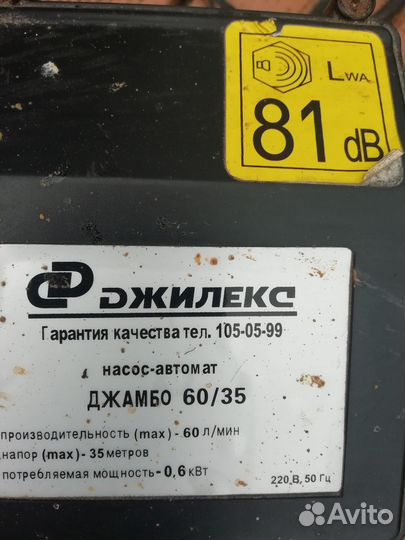 LWA
81 dB
ДЖИЛЕКС
Гарантия качества тел. 105-05-99
насос-автомат
ДЖАМБО 60/35
производительность (max) - 60 л/мин
напор (max) - 35 метров
потребляемая мощность - 0,6 кВт
220 В, 50 Гц
Avito